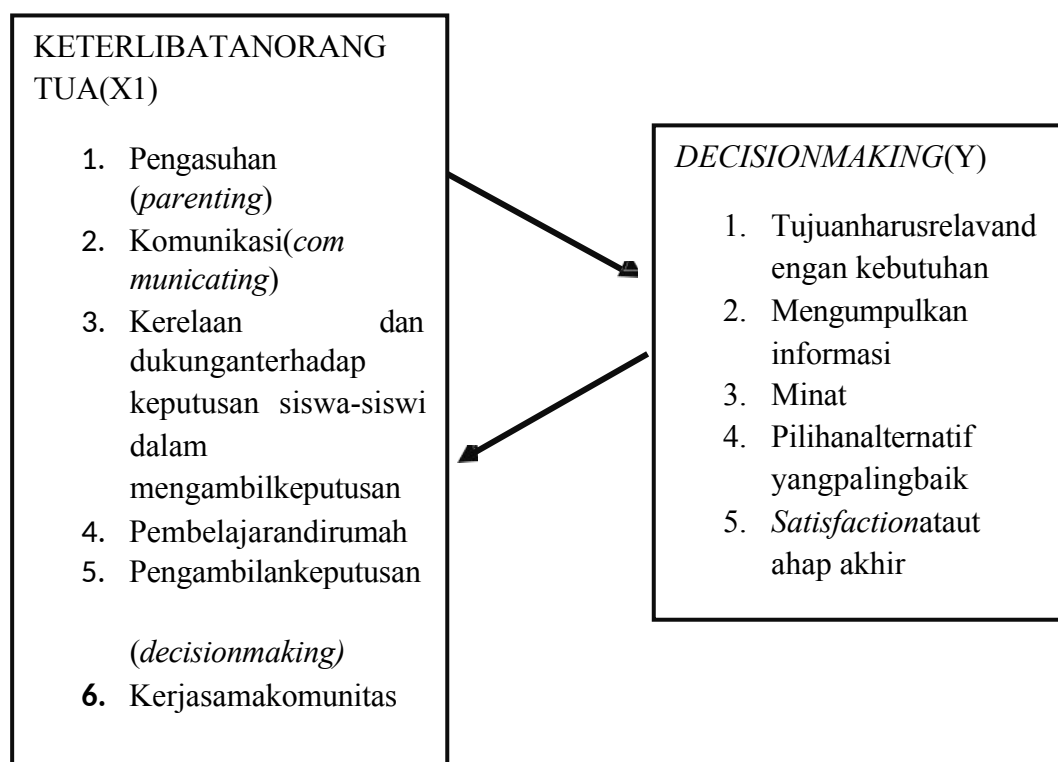 KETERLIBATANORANG
TUA(X1)
1. Pengasuhan
(parenting)
2. Komunikasi(com
municating)
3. Kerelaan dan
dukunganterhadap
keputusan siswa-siswi
dalam
mengambilkeputusan
4. Pembelajarandirumah
5. Pengambilankeputusan
(decisionmaking)
6. Kerjasamakomunitas
DECISIONMAKING(Y)
1. Tujuanharusrelavand
engan kebutuhan
2. Mengumpulkan
informasi
3. Minat
4. Pilihanalternatif
yangpalingbaik
5. Satisfactionataut
ahap akhir